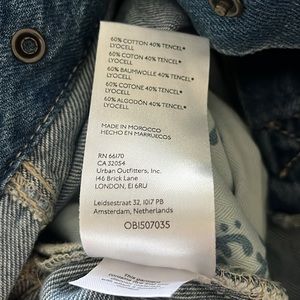 60% COTTON 40% TENCEL®
LYOCELL
60% COTON 40% TENCEL®
LYOCELL
60% BAUMWOLLE 40% TENCEL®
LYOCELL
60% COTONE 40% TENCEL®
LYOCELL
60% ALGODÓN 40% TENCEL®
LYOCELL
MADE IN MOROCCO
HECHO EN MARRUECOS
RN 66170
CA 32054
Urban Outfitters, Inc.
146 Brick Lane
LONDON, E1 6RU
Leidsestraat 32, 1017 PB
Amsterdam, Netherlands
OB1507035